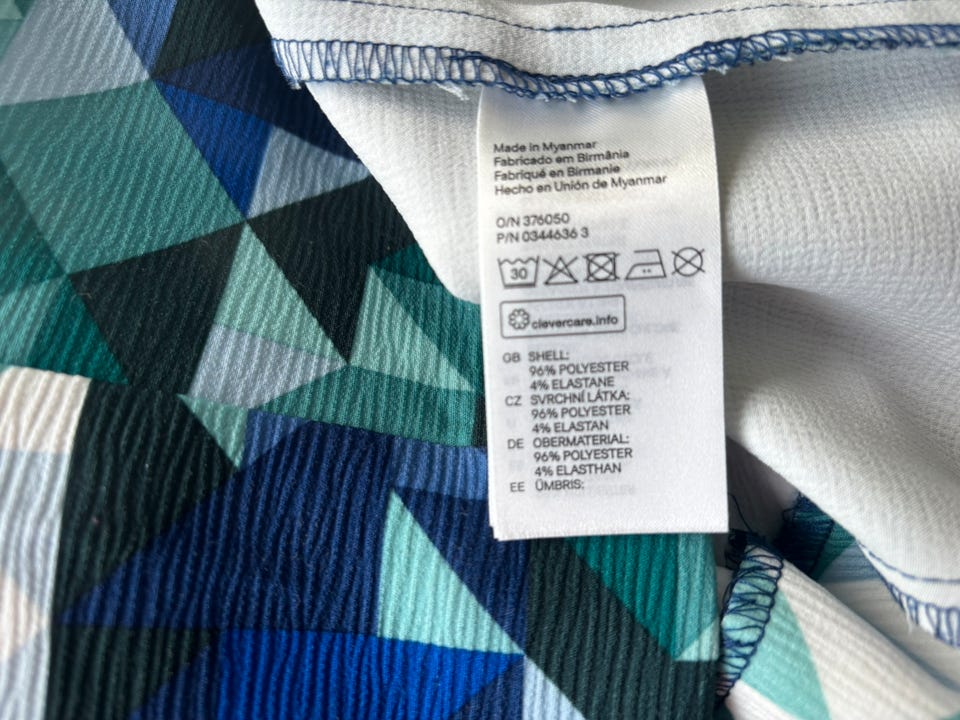 Made in Myanmar
Fabricado em Birmânia
Fabriqué en Birmanie
Hecho en Unión de Myanmar
O/N 376050
P/N 0344636 3
30
clevercare.info
GB SHELL:
96% POLYESTER
4% ELASTANE
CZ SVRCHNÍ LÁTKA:
96% POLYESTER
4% ELASTAN
DE OBERMATERIAL:
96% POLYESTER
4% ELASTHAN
EE ÜMBRIS: